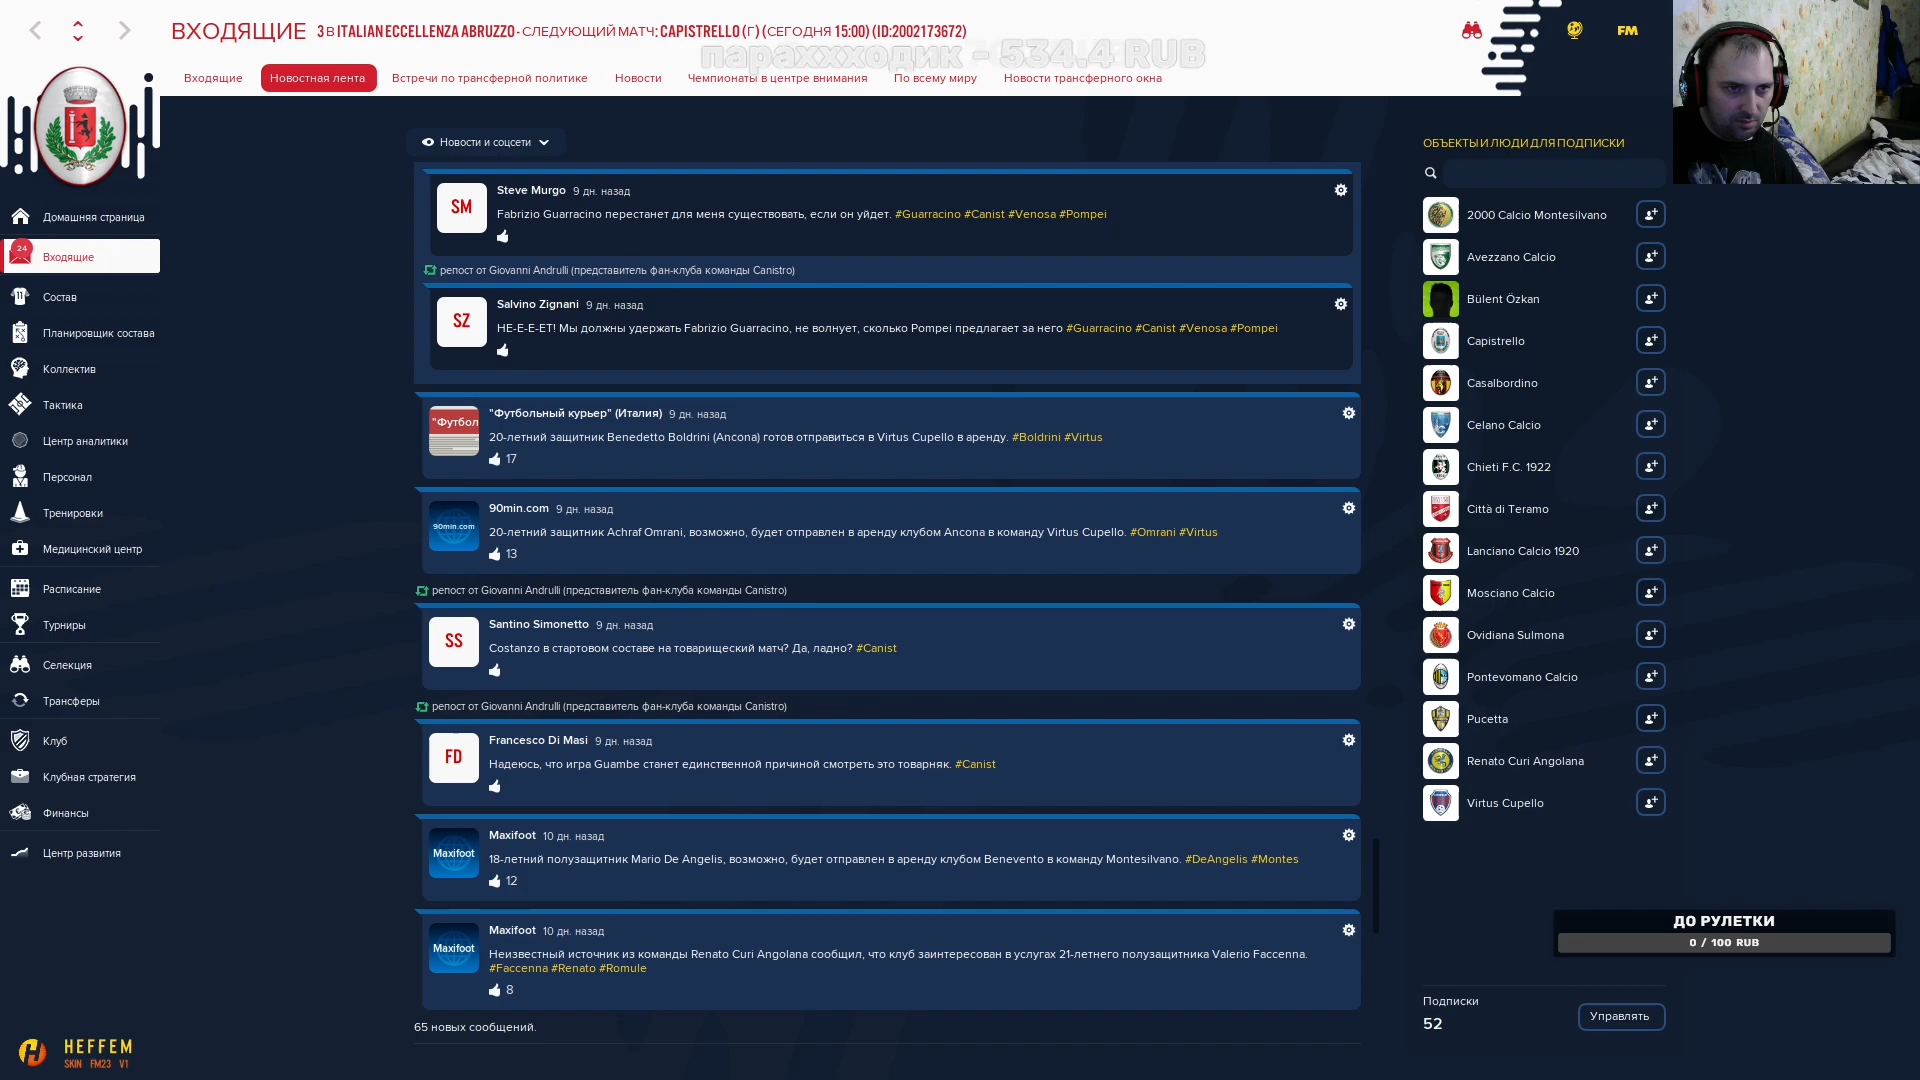 ВХОДЯЩИЕ
3 В ITALIAN ECCELLENZA ABRUZZO - СЛЕДУЮЩИЙ МАТЧ: CAPISTRELLO (Г) (СЕГОДНЯ 15:00) (ID:2002173672)
FM
параххходик - 534.4 RUB
Входящие
Новостная лента
Встречи по трансферной политике
Новости
Чемпионаты в центре внимания
По всему миру
Новости трансферного окна
Домашняя страница
24
Входящие
11
Состав
Планировщик состава
Коллектив
Тактика
Центр аналитики
Персонал
Тренировки
Медицинский центр
Расписание
Турниры
Селекция
Трансферы
Клуб
Клубная стратегия
Финансы
Центр развития
HEFFEM
SKIN FM23 V1
Новости и соцсети
SM
Steve Murgo 9 дн. назад
Fabrizio Guarracino перестанет для меня существовать, если он уйдет. #Guarracino #Canist #Venosa #Pompei
репост от Giovanni Andrulli (представитель фан-клуба команды Canistro)
SZ
Salvino Zignani 9 дн. назад
НЕ-Е-Е-ЕТ! Мы должны удержать Fabrizio Guarracino, не волнует, сколько Pompei предлагает за него #Guarracino #Canist #Venosa #Pompei
"Футбол
"Футбольный курьер" (Италия) 9 дн. назад
20-летний защитник Benedetto Boldrini (Ancona) готов отправиться в Virtus Cupello в аренду. #Boldrini #Virtus
17
90min.com
90min.com 9 дн. назад
20-летний защитник Achraf Omrani, возможно, будет отправлен в аренду клубом Ancona в команду Virtus Cupello. #Omrani #Virtus
13
репост от Giovanni Andrulli (представитель фан-клуба команды Canistro)
SS
Santino Simonetto 9 дн. назад
Costanzo в стартовом составе на товарищеский матч? Да, ладно? #Canist
репост от Giovanni Andrulli (представитель фан-клуба команды Canistro)
FD
Francesco Di Masi 9 дн. назад
Надеюсь, что игра Guambe станет единственной причиной смотреть это товарняк. #Canist
Maxifoot
Maxifoot 10 дн. назад
18-летний полузащитник Mario De Angelis, возможно, будет отправлен в аренду клубом Benevento в команду Montesilvano. #DeAngelis #Montes
12
Maxifoot
Maxifoot 10 дн. назад
Неизвестный источник из команды Renato Curi Angolana сообщил, что клуб заинтересован в услугах 21-летнего полузащитника Valerio Faccenna.
#Faccenna #Renato #Romule
8
65 новых сообщений.
ОБЪЕКТЫ И ЛЮДИ ДЛЯ ПОДПИСКИ
2000 Calcio Montesilvano
Avezzano Calcio
Bülent Özkan
Capistrello
Casalbordino
Celano Calcio
Chieti F.C. 1922
Città di Teramo
Lanciano Calcio 1920
Mosciano Calcio
Ovidiana Sulmona
Pontevomano Calcio
Pucetta
Renato Curi Angolana
Virtus Cupello
ДО РУЛЕТКИ
0 / 100 RUB
Подписки
52
Управлять